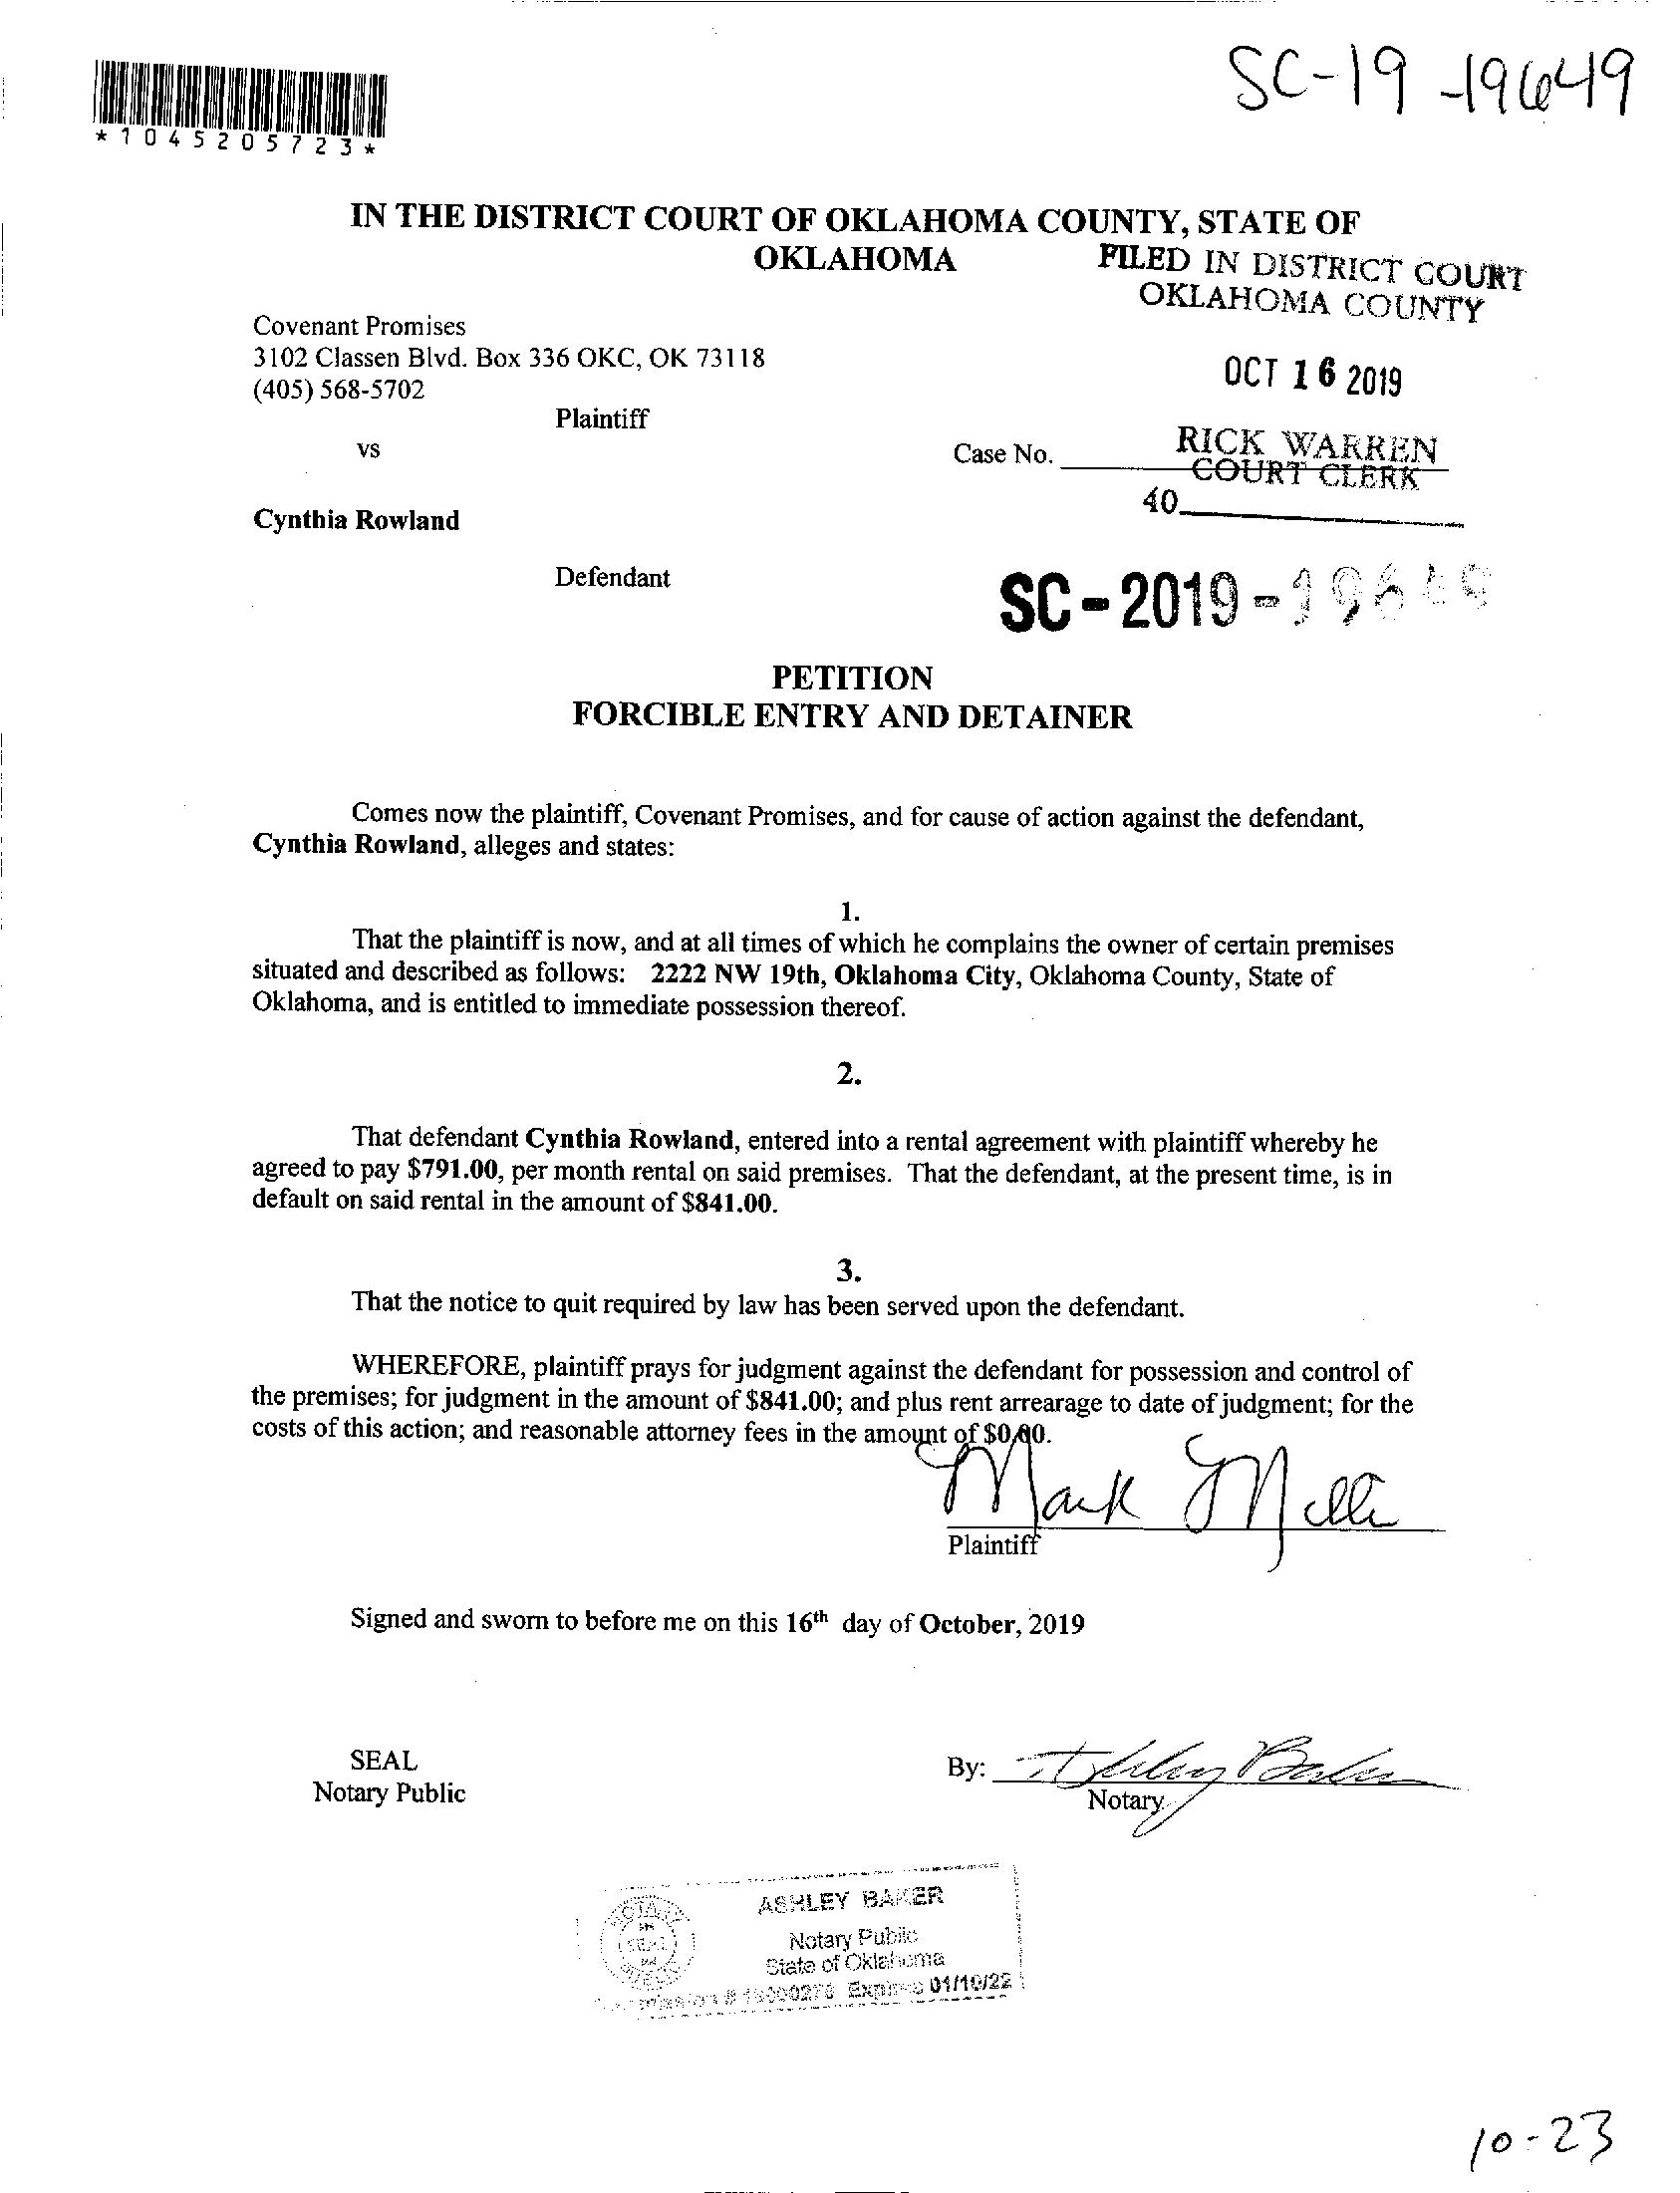 SC-19-19649
*1045205723*
IN THE DISTRICT COURT OF OKLAHOMA COUNTY, STATE OF
OKLAHOMA
FILED IN DISTRICT COURT
OKLAHOMA COUNTY
Covenant Promises
3102 Classen Blvd. Box 336 OKC, OK 73118
(405) 568-5702
OCT 16 2019
Plaintiff
vs
Case No.
RICK WARREN
COURT CLERK
40
Cynthia Rowland
Defendant
SC-2019-19649
PETITION
FORCIBLE ENTRY AND DETAINER
Comes now the plaintiff, Covenant Promises, and for cause of action against the defendant,
Cynthia Rowland, alleges and states:
1.
That the plaintiff is now, and at all times of which he complains the owner of certain premises
situated and described as follows: 2222 NW 19th, Oklahoma City, Oklahoma County, State of
Oklahoma, and is entitled to immediate possession thereof.
2.
That defendant Cynthia Rowland, entered into a rental agreement with plaintiff whereby he
agreed to pay $791.00, per month rental on said premises. That the defendant, at the present time, is in
default on said rental in the amount of $841.00.
3.
That the notice to quit required by law has been served upon the defendant.
WHEREFORE, plaintiff prays for judgment against the defendant for possession and control of
the premises; for judgment in the amount of $841.00; and plus rent arrearage to date of judgment; for the
costs of this action; and reasonable attorney fees in the amount of $0.00.
Mark Mille
Plaintiff
Signed and sworn to before me on this 16th day of October, 2019
SEAL
Notary Public
By: Ashley Baker
Notary
ASHLEY BAKER
Notary Public
State of Oklahoma
Expires 01/10/22
NOTARY
SEAL
PUBLIC
10-23